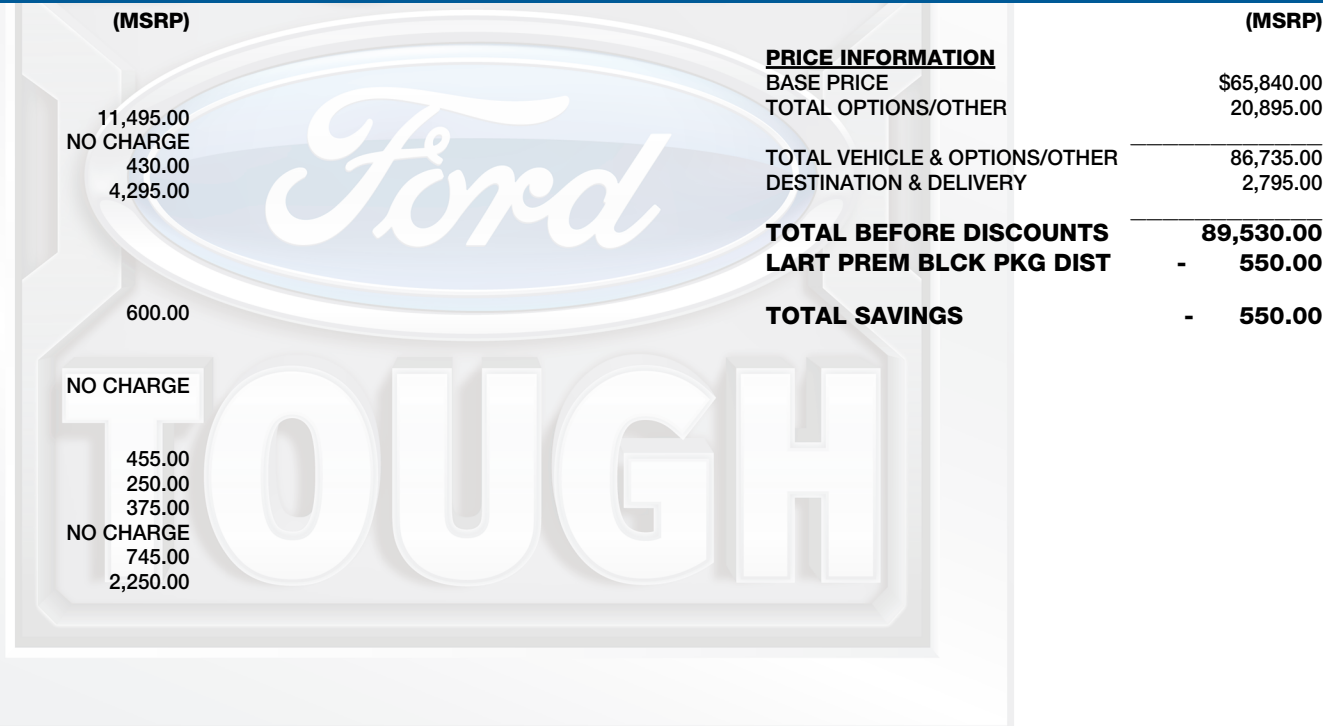 (MSRP)
11,495.00
NO CHARGE
430.00
4,295.00
600.00
NO CHARGE
455.00
250.00
375.00
NO CHARGE
745.00
2,250.00
Ford
TOUGH
(MSRP)
PRICE INFORMATION
BASE PRICE $65,840.00
TOTAL OPTIONS/OTHER 20,895.00
TOTAL VEHICLE & OPTIONS/OTHER 86,735.00
DESTINATION & DELIVERY 2,795.00
TOTAL BEFORE DISCOUNTS 89,530.00
LART PREM BLCK PKG DIST - 550.00
TOTAL SAVINGS - 550.00